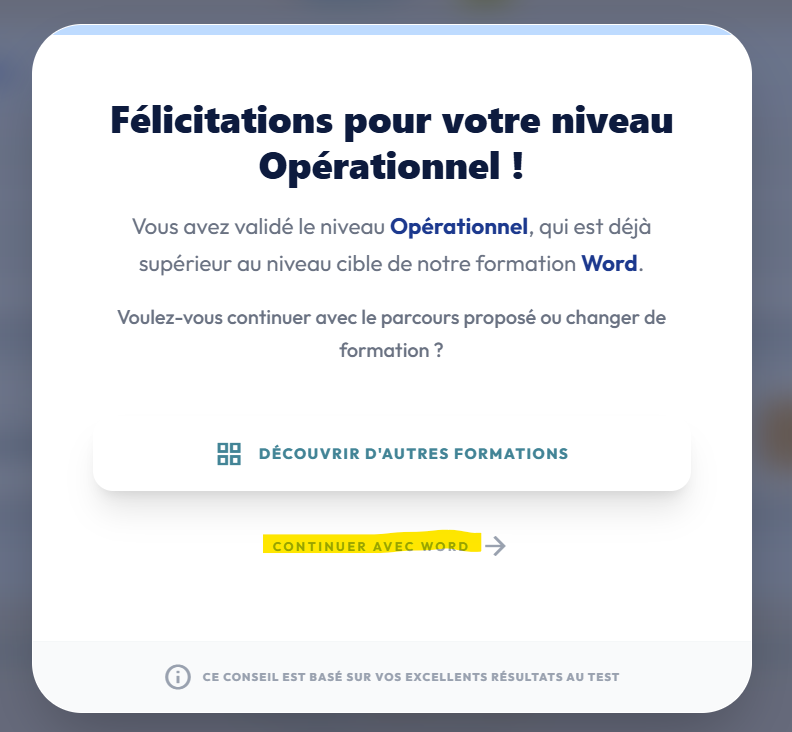 Félicitations pour votre niveau
Opérationnel !
Vous avez validé le niveau Opérationnel, qui est déjà
supérieur au niveau cible de notre formation Word.
Voulez-vous continuer avec le parcours proposé ou changer de
formation ?
DÉCOUVRIR D'AUTRES FORMATIONS
CONTINUER AVEC WORD
CE CONSEIL EST BASÉ SUR VOS EXCELLENTS RÉSULTATS AU TEST